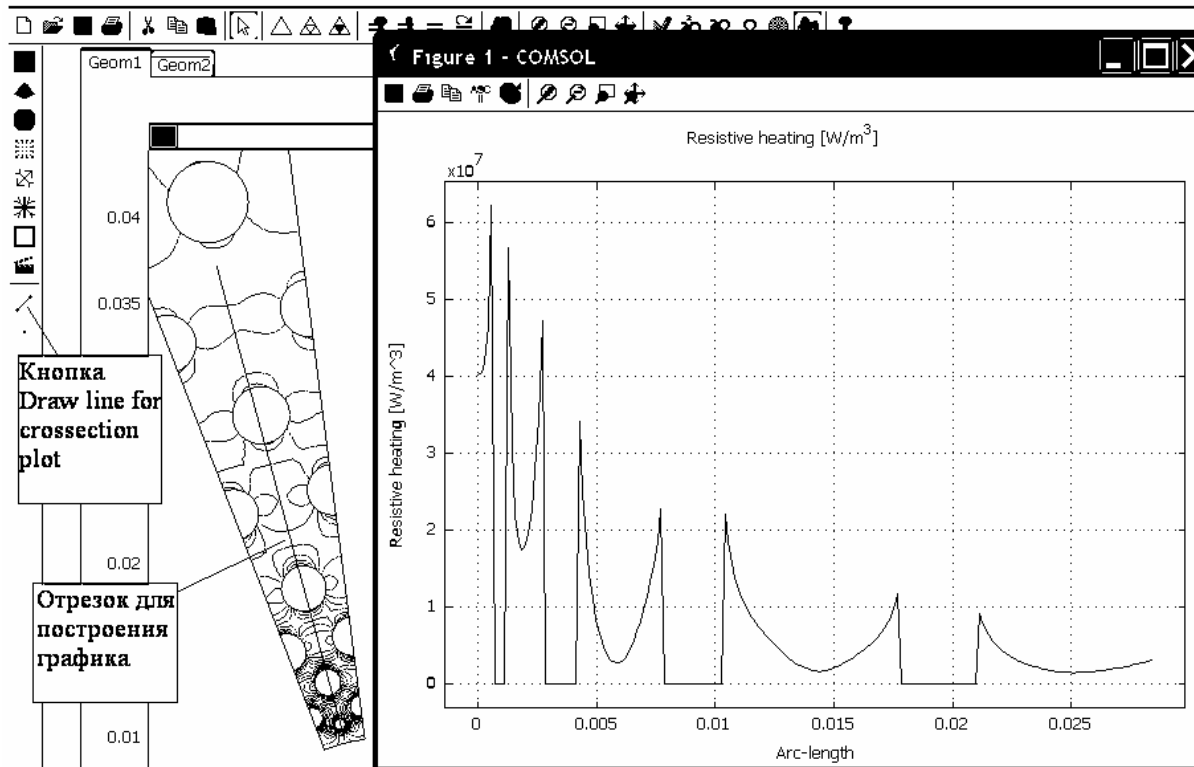 Geom1 Geom2
0.04
0.035
0.02
0.01
Кнопка
Draw line for
crossection
plot
Отрезок для
построения
графика
Figure 1 - COMSOL
Resistive heating [W/m³]
x10⁷
6
5
4
3
2
1
0
Resistive heating [W/m^3]
0 0.005 0.01 0.015 0.02 0.025
Arc-length